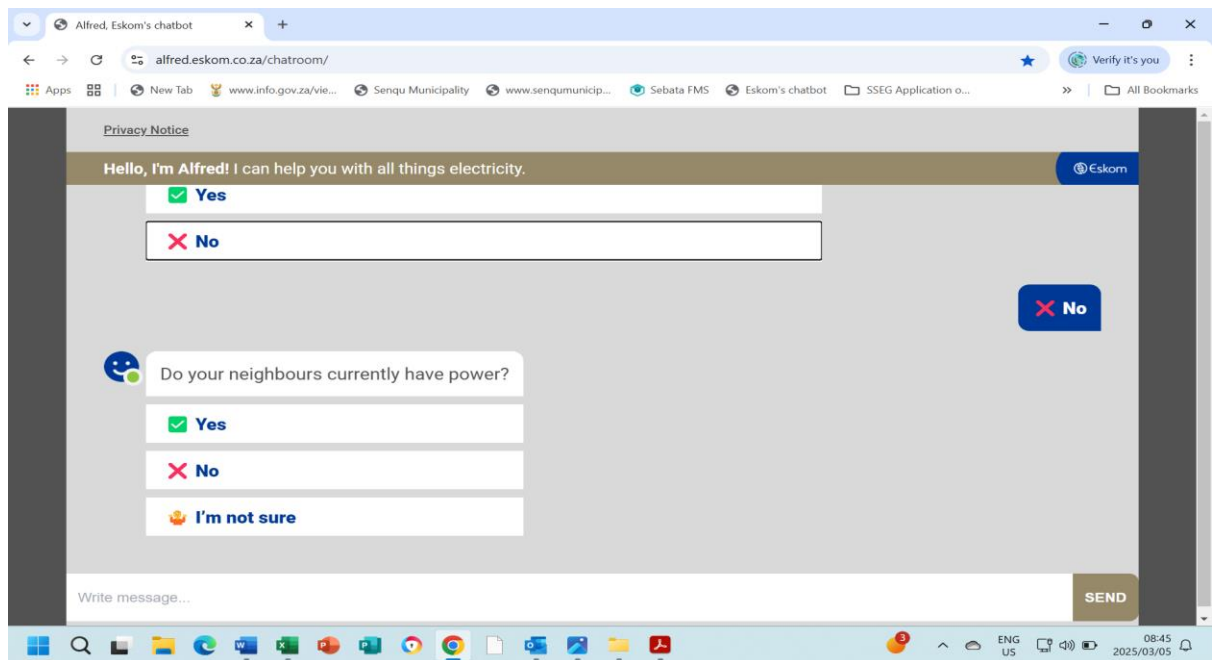 Alfred, Eskom's chatbot
alfred.eskom.co.za/chatroom/
Verify it's you
Apps
New Tab
www.info.gov.za/vie...
Senqu Municipality
www.senqumunicip...
Sebata FMS
Eskom's chatbot
SSEG Application o...
All Bookmarks
Privacy Notice
Hello, I'm Alfred! I can help you with all things electricity.
Eskom
Yes
No
No
Do your neighbours currently have power?
Yes
No
I'm not sure
Write message...
SEND
3
ENG
US
08:45
2025/03/05